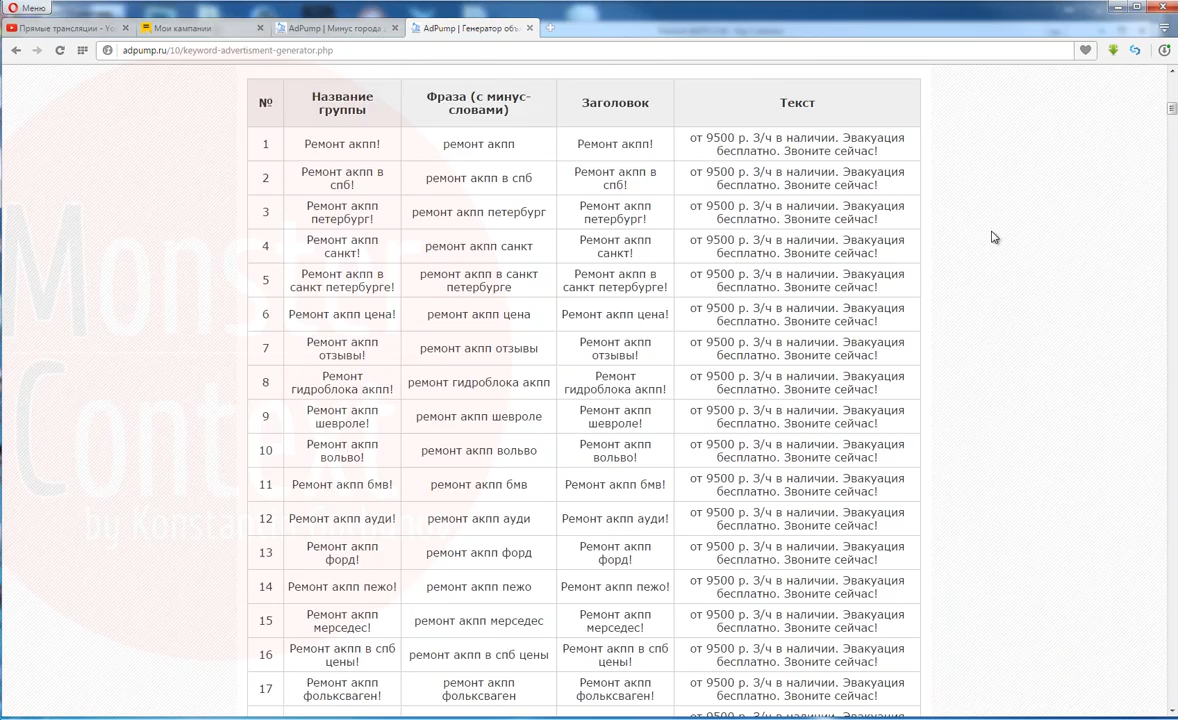 Меню
Прямые трансляции - Yo
Мои кампании
AdPump | Минус города
AdPump | Генератор объ
adpump.ru/10/keyword-advertisment-generator.php
№
Название
группы
Фраза (с минус-
словами)
Заголовок
Текст
1
Ремонт акпп!
ремонт акпп
Ремонт акпп!
от 9500 р. З/ч в наличии. Эвакуация
бесплатно. Звоните сейчас!
2
Ремонт акпп в
спб!
ремонт акпп в спб
Ремонт акпп в
спб!
от 9500 р. З/ч в наличии. Эвакуация
бесплатно. Звоните сейчас!
3
Ремонт акпп
петербург!
ремонт акпп петербург
Ремонт акпп
петербург!
от 9500 р. З/ч в наличии. Эвакуация
бесплатно. Звоните сейчас!
4
Ремонт акпп
санкт!
ремонт акпп санкт
Ремонт акпп
санкт!
от 9500 р. З/ч в наличии. Эвакуация
бесплатно. Звоните сейчас!
5
Ремонт акпп в
санкт петербурге!
ремонт акпп в санкт
петербурге
Ремонт акпп в
санкт петербурге!
от 9500 р. З/ч в наличии. Эвакуация
бесплатно. Звоните сейчас!
6
Ремонт акпп цена!
ремонт акпп цена
Ремонт акпп цена!
от 9500 р. З/ч в наличии. Эвакуация
бесплатно. Звоните сейчас!
7
Ремонт акпп
отзывы!
ремонт акпп отзывы
Ремонт акпп
отзывы!
от 9500 р. З/ч в наличии. Эвакуация
бесплатно. Звоните сейчас!
8
Ремонт
гидроблока акпп!
ремонт гидроблока акпп
Ремонт
гидроблока акпп!
от 9500 р. З/ч в наличии. Эвакуация
бесплатно. Звоните сейчас!
9
Ремонт акпп
шевроле!
ремонт акпп шевроле
Ремонт акпп
шевроле!
от 9500 р. З/ч в наличии. Эвакуация
бесплатно. Звоните сейчас!
10
Ремонт акпп
вольво!
ремонт акпп вольво
Ремонт акпп
вольво!
от 9500 р. З/ч в наличии. Эвакуация
бесплатно. Звоните сейчас!
11
Ремонт акпп бмв!
ремонт акпп бмв
Ремонт акпп бмв!
от 9500 р. З/ч в наличии. Эвакуация
бесплатно. Звоните сейчас!
12
Ремонт акпп ауди!
ремонт акпп ауди
Ремонт акпп ауди!
от 9500 р. З/ч в наличии. Эвакуация
бесплатно. Звоните сейчас!
13
Ремонт акпп
форд!
ремонт акпп форд
Ремонт акпп
форд!
от 9500 р. З/ч в наличии. Эвакуация
бесплатно. Звоните сейчас!
14
Ремонт акпп пежо!
ремонт акпп пежо
Ремонт акпп пежо!
от 9500 р. З/ч в наличии. Эвакуация
бесплатно. Звоните сейчас!
15
Ремонт акпп
мерседес!
ремонт акпп мерседес
Ремонт акпп
мерседес!
от 9500 р. З/ч в наличии. Эвакуация
бесплатно. Звоните сейчас!
16
Ремонт акпп в спб
цены!
ремонт акпп в спб цены
Ремонт акпп в спб
цены!
от 9500 р. З/ч в наличии. Эвакуация
бесплатно. Звоните сейчас!
17
Ремонт акпп
фольксваген!
ремонт акпп
фольксваген
Ремонт акпп
фольксваген!
от 9500 р. З/ч в наличии. Эвакуация
бесплатно. Звоните сейчас!
от 9500 р. З/ч в наличии. Эвакуация
Monster
Context
by Konstantin